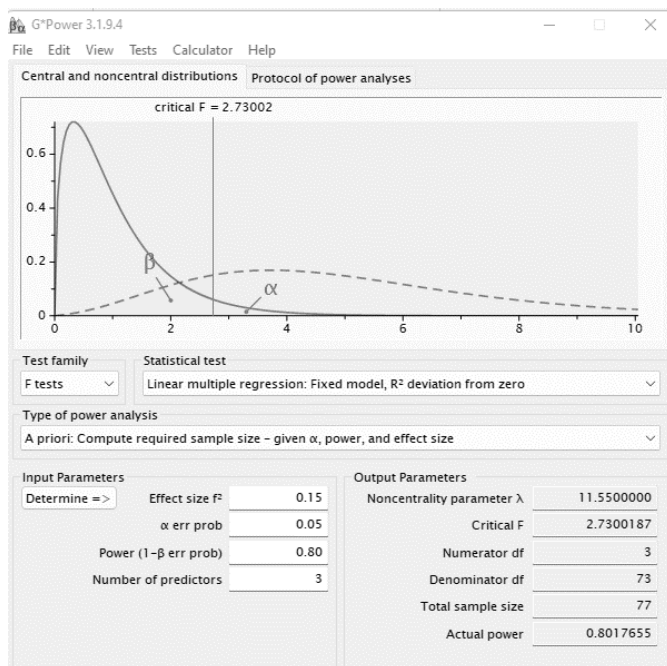 G*Power 3.1.9.4
File Edit View Tests Calculator Help
Central and noncentral distributions Protocol of power analyses
critical F = 2.73002
0.6
0.4
0.2
0
β
α
0 2 4 6 8 10
Test family Statistical test
F tests Linear multiple regression: Fixed model, R² deviation from zero
Type of power analysis
A priori: Compute required sample size – given α, power, and effect size
Input Parameters
Determine => Effect size f² 0.15
α err prob 0.05
Power (1-β err prob) 0.80
Number of predictors 3
Output Parameters
Noncentrality parameter λ 11.5500000
Critical F 2.7300187
Numerator df 3
Denominator df 73
Total sample size 77
Actual power 0.8017655